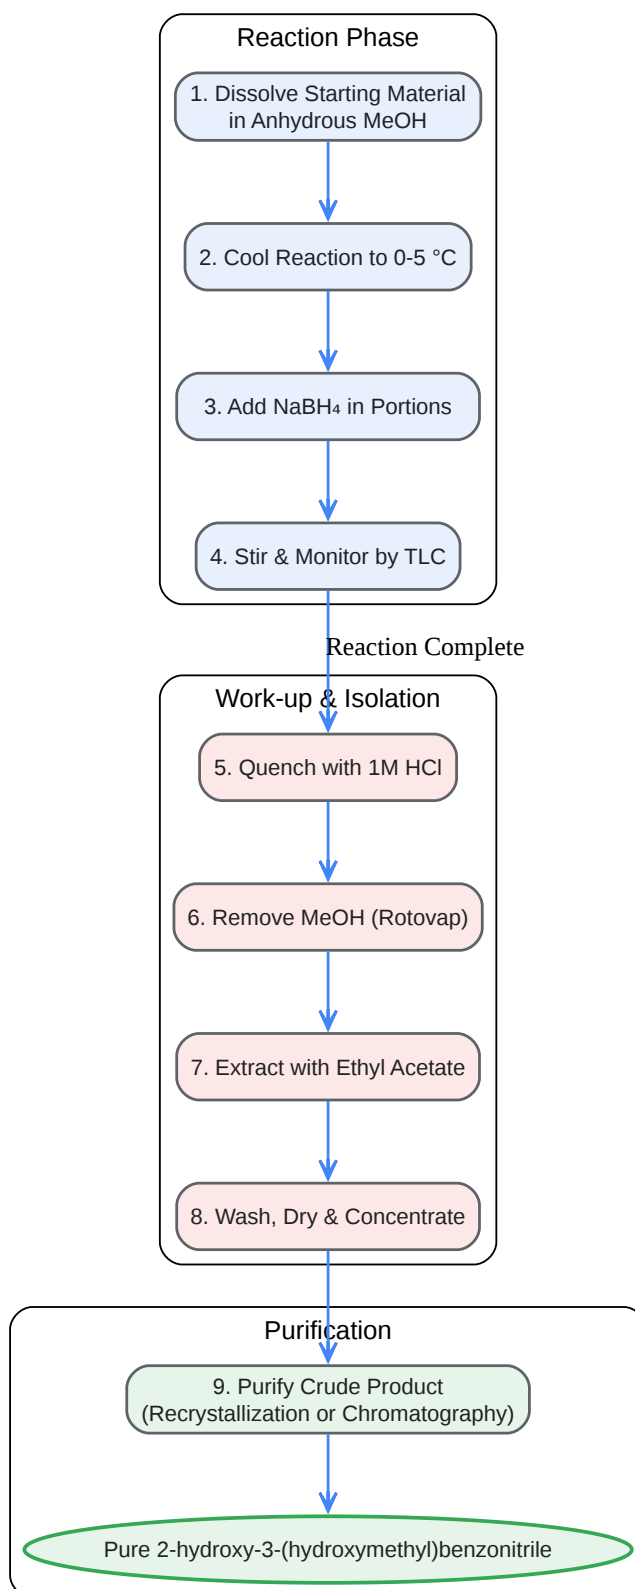 Reaction Phase
1. Dissolve Starting Material
in Anhydrous MeOH
2. Cool Reaction to 0-5 °C
3. Add NaBH₄ in Portions
4. Stir & Monitor by TLC
Reaction Complete
Work-up & Isolation
5. Quench with 1M HCl
6. Remove MeOH (Rotovap)
7. Extract with Ethyl Acetate
8. Wash, Dry & Concentrate
Purification
9. Purify Crude Product
(Recrystallization or Chromatography)
Pure 2-hydroxy-3-(hydroxymethyl)benzonitrile